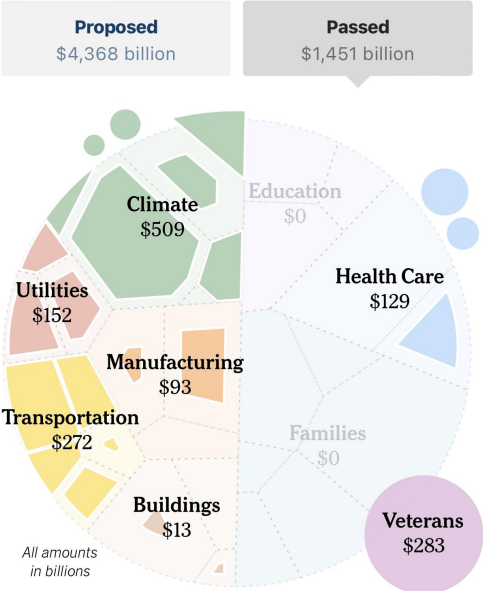 Proposed
$4,368 billion
Passed
$1,451 billion
Climate
$509
Education
$0
Health Care
$129
Utilities
$152
Manufacturing
$93
Transportation
$272
Families
$0
Buildings
$13
Veterans
$283
All amounts
in billions